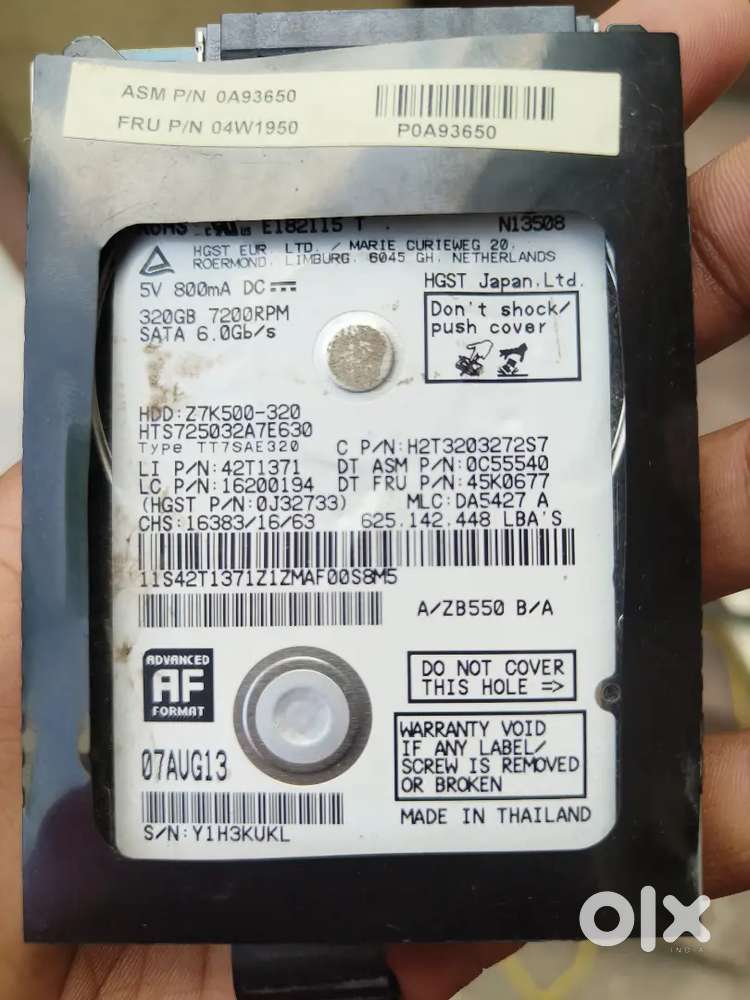 ASM P/N 0A93650
FRU P/N 04W1950
P0A93650
E182115 T
N13508
HGST EUR. LTD. / MARIE CURIEWEG 20.
ROERMOND, LIMBURG. 6045 GH. NETHERLANDS
5V 800mA DC
HGST Japan.Ltd.
320GB 7200RPM
SATA 6.0Gb/s
Don't shock/
push cover
HDD:Z7K500-320
HTS725032A7E630
Type TT7SAE320
C P/N:H2T3203272S7
LI P/N:42T1371
DT ASM P/N:0C55540
LC P/N:16200194
DT FRU P/N:45K0677
(HGST P/N:0J32733)
MLC:DA5427 A
CHS:16383/16/63
625.142.448 LBA'S
11S42T1371Z1ZMAF00S8M5
A/ZB550 B/A
ADVANCED
AF
FORMAT
DO NOT COVER
THIS HOLE =>
07AUG13
WARRANTY VOID
IF ANY LABEL/
SCREW IS REMOVED
OR BROKEN
MADE IN THAILAND
S/N:Y1H3KUKL
olx
INDIA